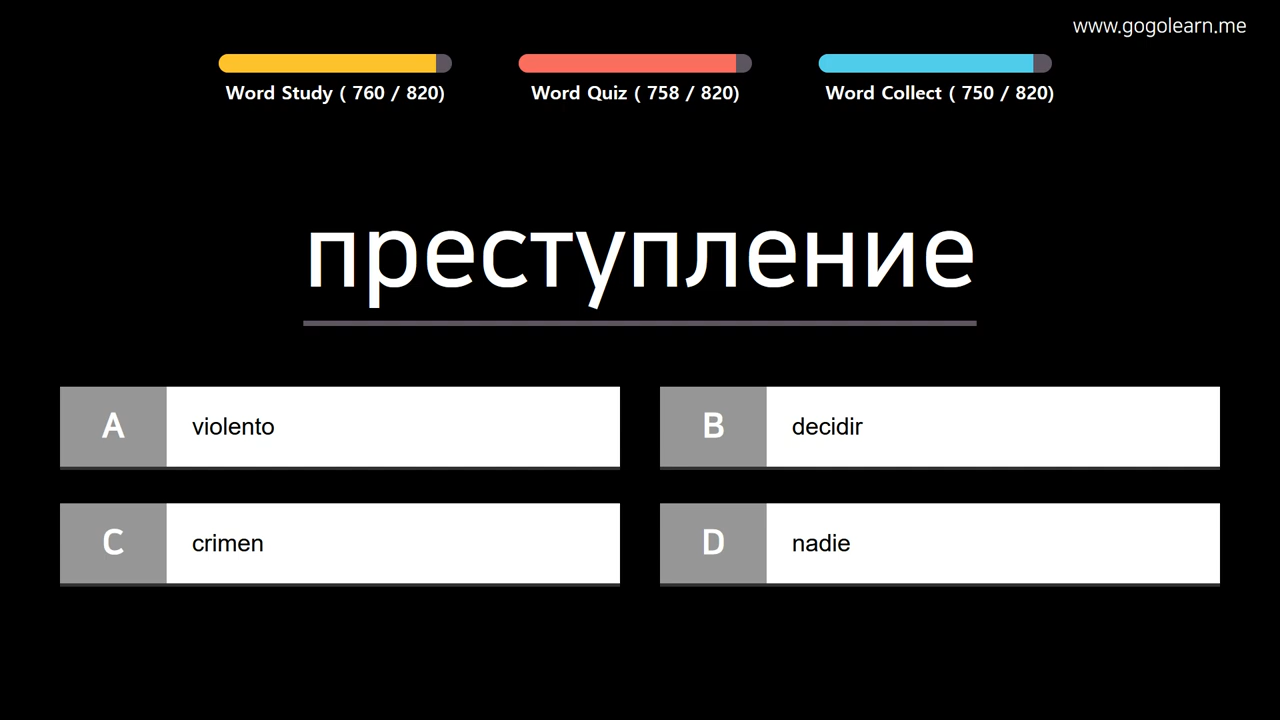 www.gogolearn.me
Word Study ( 760 / 820)
Word Quiz ( 758 / 820)
Word Collect ( 750 / 820)
преступление
A violento
B decidir
C crimen
D nadie